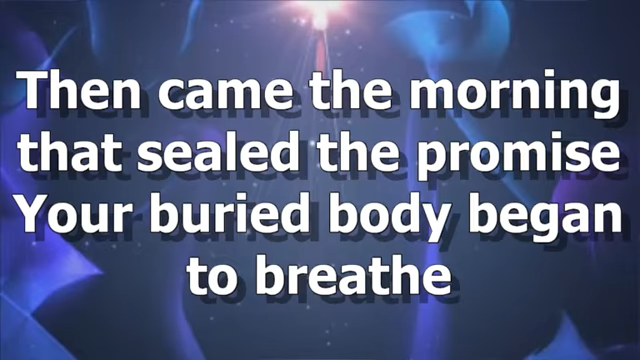 Then came the morning
that sealed the promise
Your buried body began
to breathe